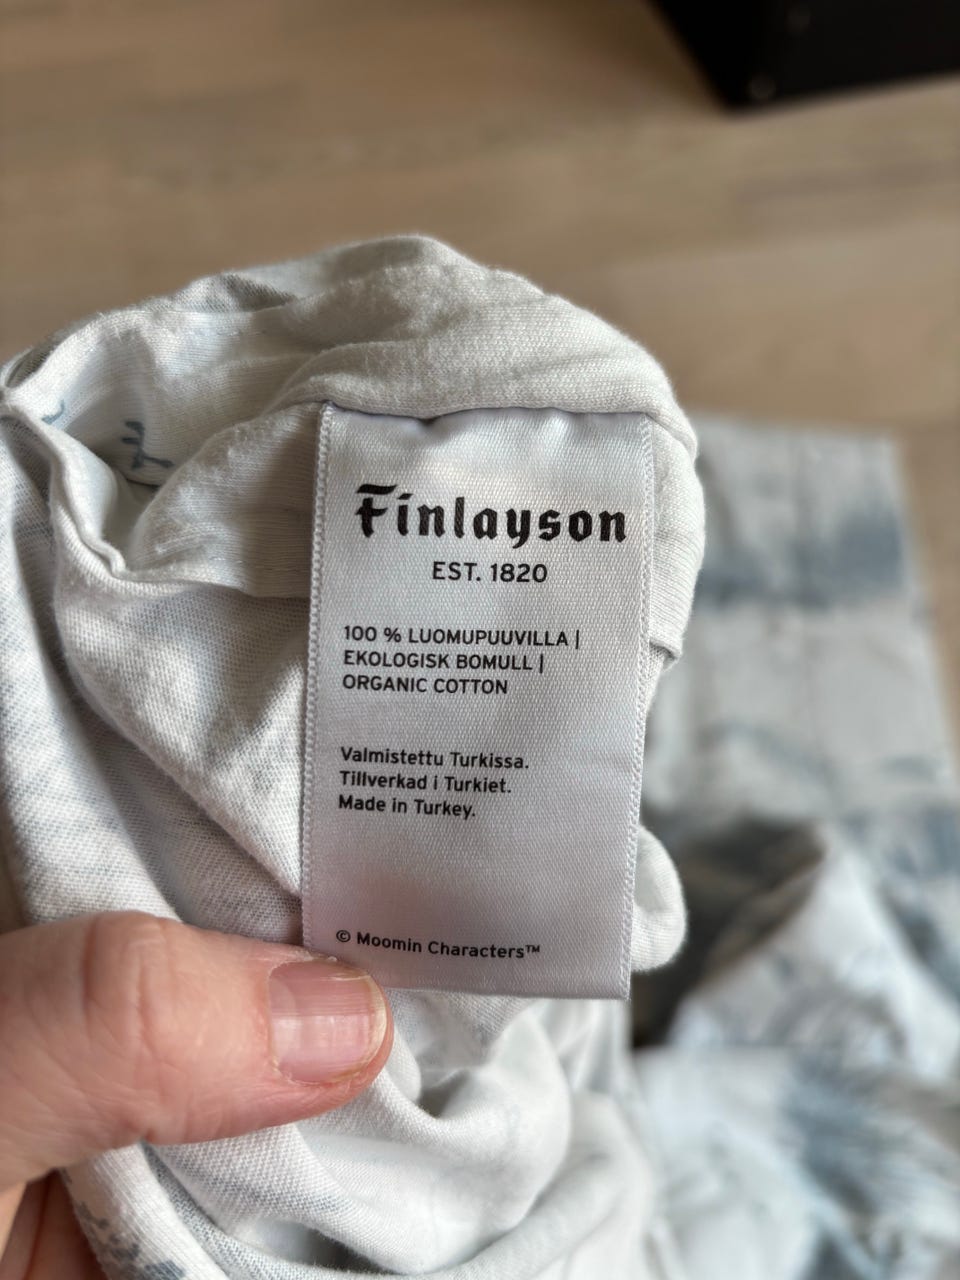 Finlayson
EST. 1820
100 % LUOMUPUUVILLA |
EKOLOGISK BOMULL |
ORGANIC COTTON
Valmistettu Turkissa.
Tillverkad i Turkiet.
Made in Turkey.
© Moomin Characters™